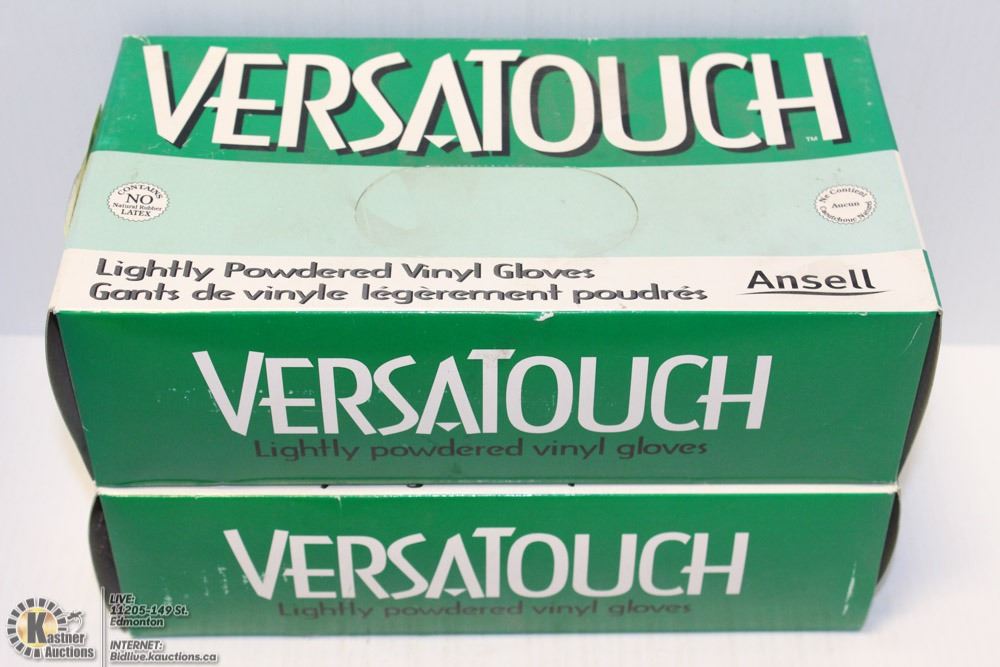 VERSATOUCH
™
CONTAINS
NO
Natural Rubber
LATEX
Ne Contient
Aucun
Caoutchouc Naturel
Lightly Powdered Vinyl Gloves
Gants de vinyle légèrement poudrés
Ansell
VERSATOUCH
Lightly powdered vinyl gloves
VERSATOUCH
Lightly powdered vinyl gloves
Kastner
Auctions
LIVE:
11205-149 St.
Edmonton
INTERNET:
Bidlive.kauctions.ca